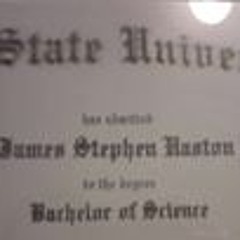 State Univer
has admitted
James Stephen Haston
to the degree
Bachelor of Science